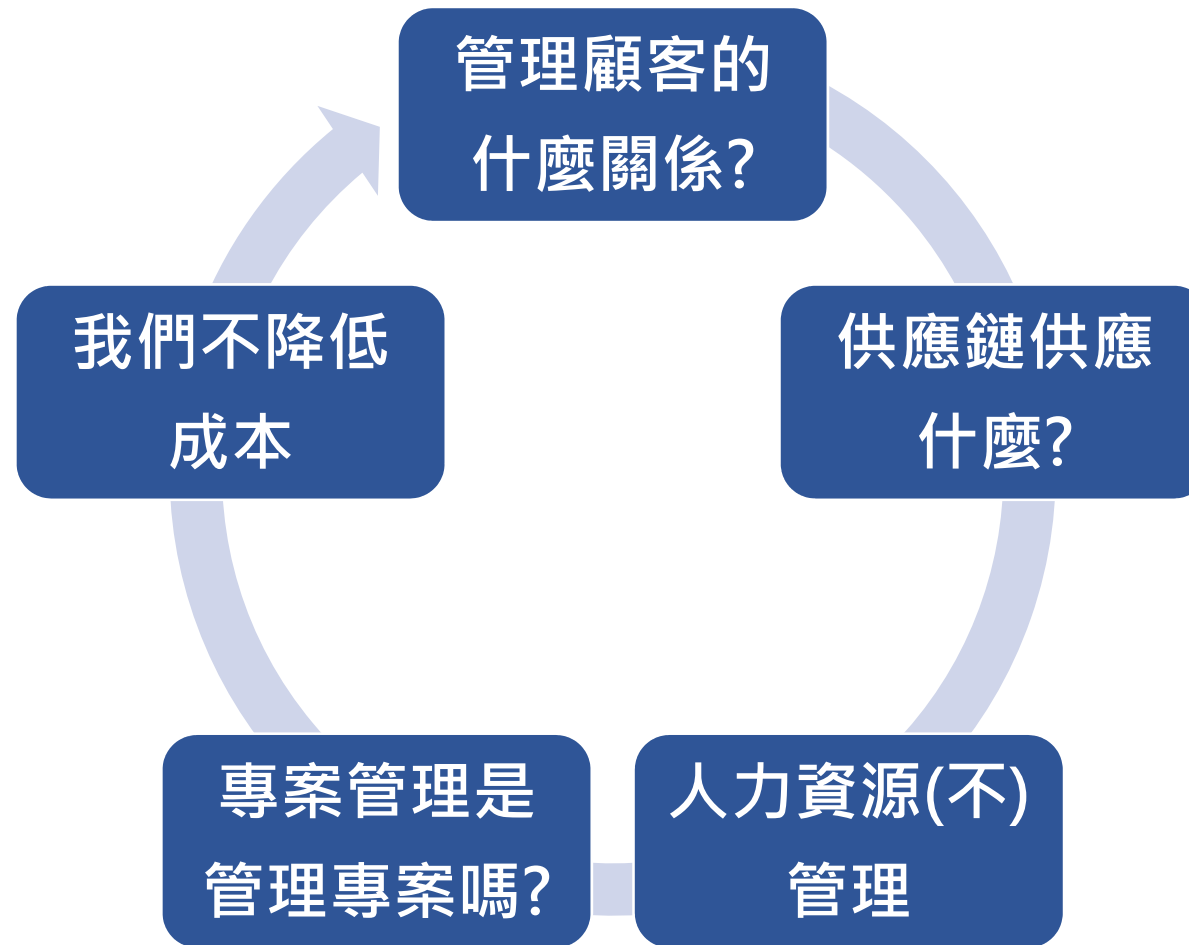 管理顧客的
什麼關係?
供應鏈供應
什麼?
人力資源(不)
管理
專案管理是
管理專案嗎?
我們不降低
成本